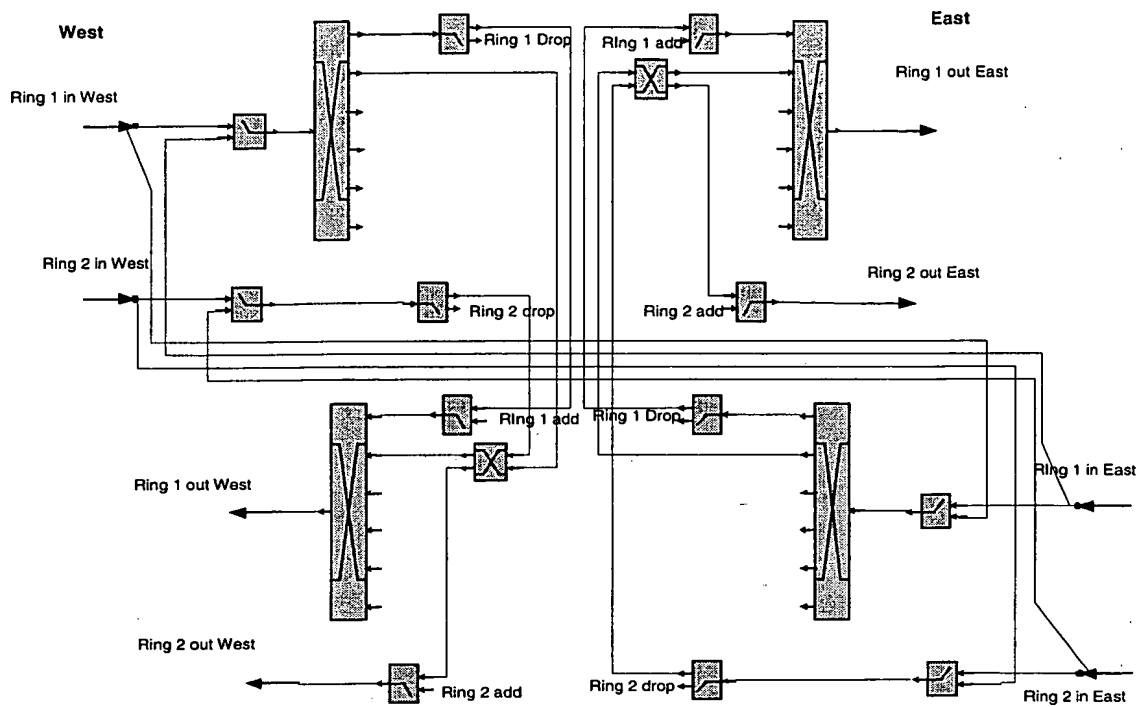 West
East
Ring 1 Drop
RIng 1 add
Ring 1 out East
Ring 1 in West
Ring 2 in West
Ring 2 out East
Ring 2 drop
Ring 2 add
RIng 1 add
Ring 1 Drop
Ring 1 out West
RIng 1 in East
Ring 2 out West
Ring 2 add
Ring 2 drop
Ring 2 in East